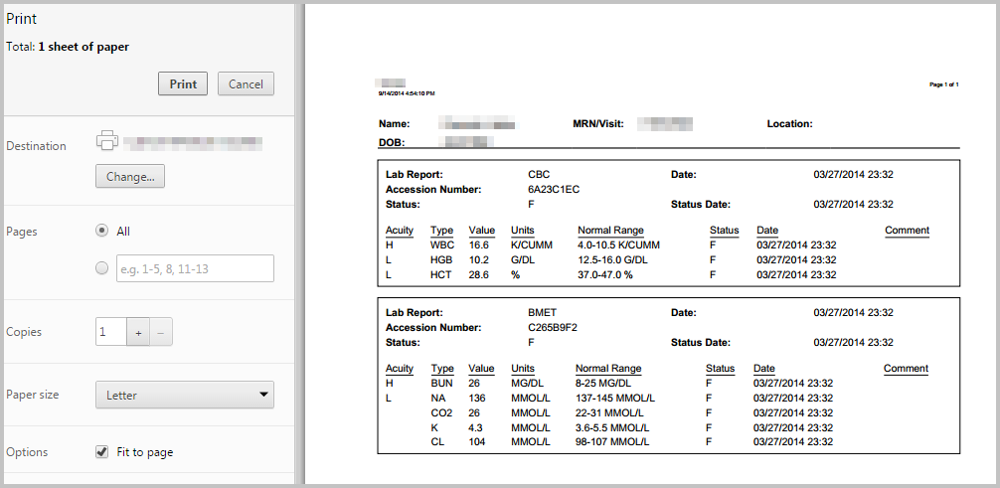 Print
Total: 1 sheet of paper
Print Cancel
Destination
Change...
Pages All
e.g. 1-5, 8, 11-13
Copies 1 + −
Paper size Letter
Options Fit to page
Page 1 of 1
9/14/2014 4:54:10 PM
Name: MRN/Visit: Location:
DOB:
Lab Report: CBC Date: 03/27/2014 23:32
Accession Number: 6A23C1EC
Status: F Status Date: 03/27/2014 23:32
Acuity Type Value Units Normal Range Status Date Comment
H WBC 16.6 K/CUMM 4.0-10.5 K/CUMM F 03/27/2014 23:32
L HGB 10.2 G/DL 12.5-16.0 G/DL F 03/27/2014 23:32
L HCT 28.6 % 37.0-47.0 % F 03/27/2014 23:32
Lab Report: BMET Date: 03/27/2014 23:32
Accession Number: C265B9F2
Status: F Status Date: 03/27/2014 23:32
Acuity Type Value Units Normal Range Status Date Comment
H BUN 26 MG/DL 8-25 MG/DL F 03/27/2014 23:32
L NA 136 MMOL/L 137-145 MMOL/L F 03/27/2014 23:32
CO2 26 MMOL/L 22-31 MMOL/L F 03/27/2014 23:32
K 4.3 MMOL/L 3.6-5.5 MMOL/L F 03/27/2014 23:32
CL 104 MMOL/L 98-107 MMOL/L F 03/27/2014 23:32